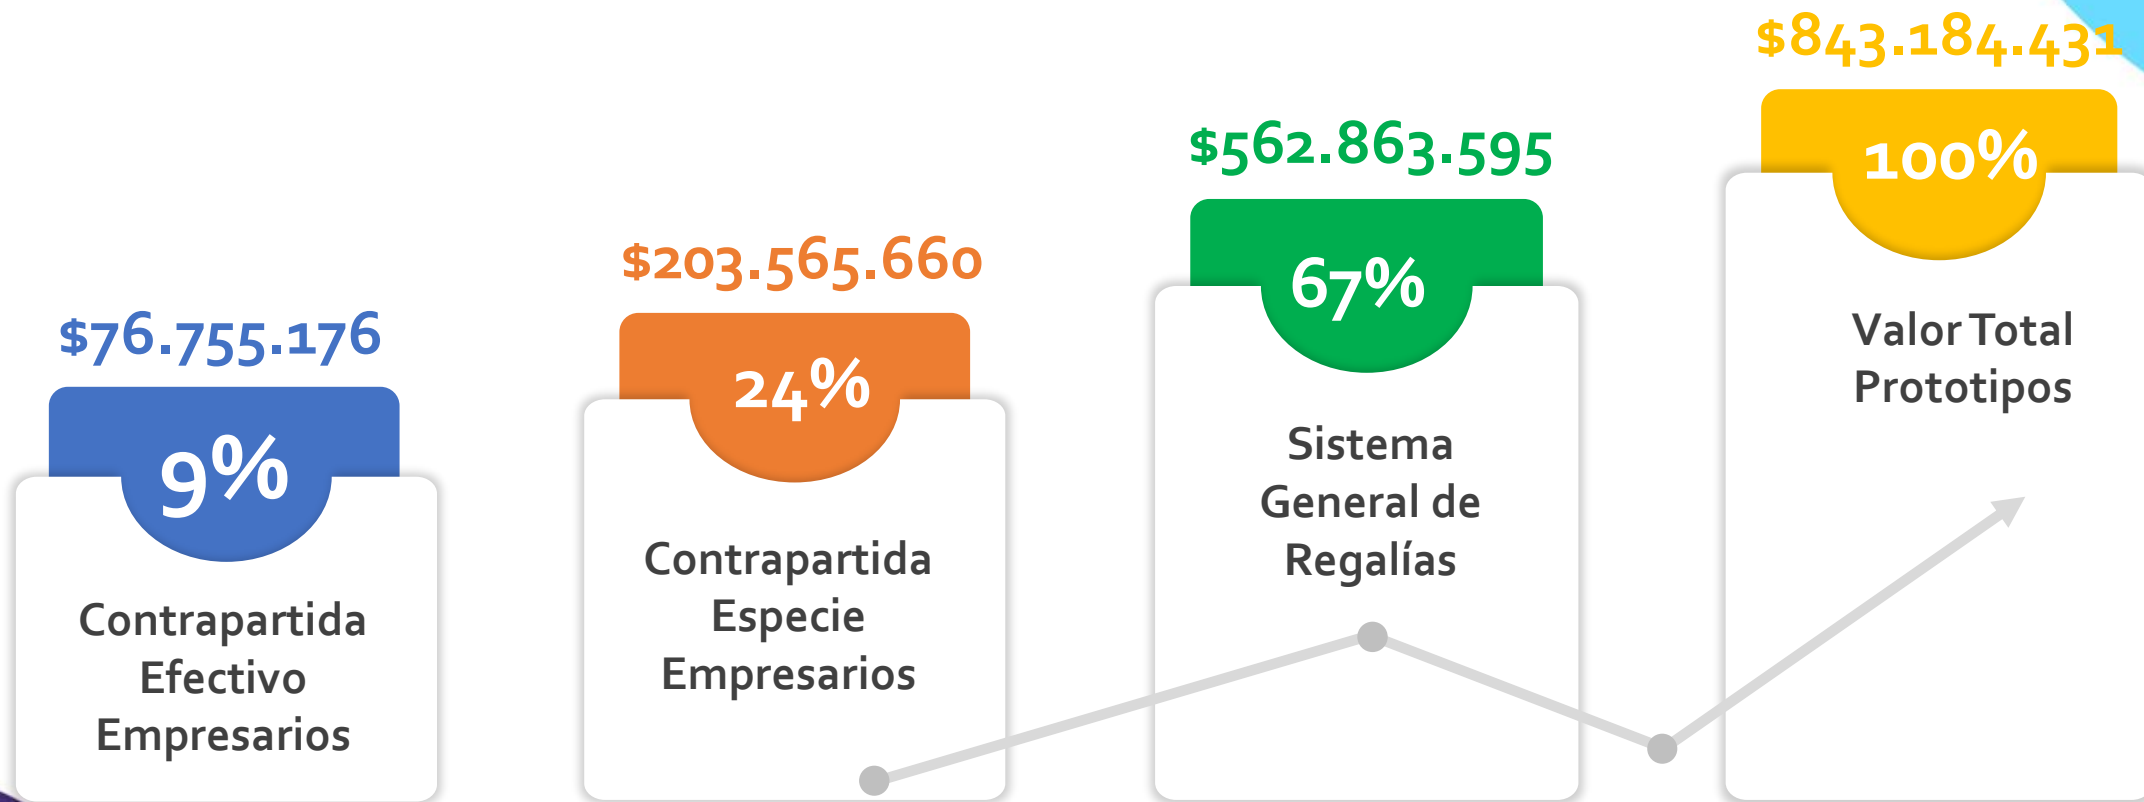 $76.755.176
9%
Contrapartida
Efectivo
Empresarios
$203.565.660
24%
Contrapartida
Especie
Empresarios
$562.863.595
67%
Sistema
General de
Regalías
$843.184.431
100%
Valor Total
Prototipos